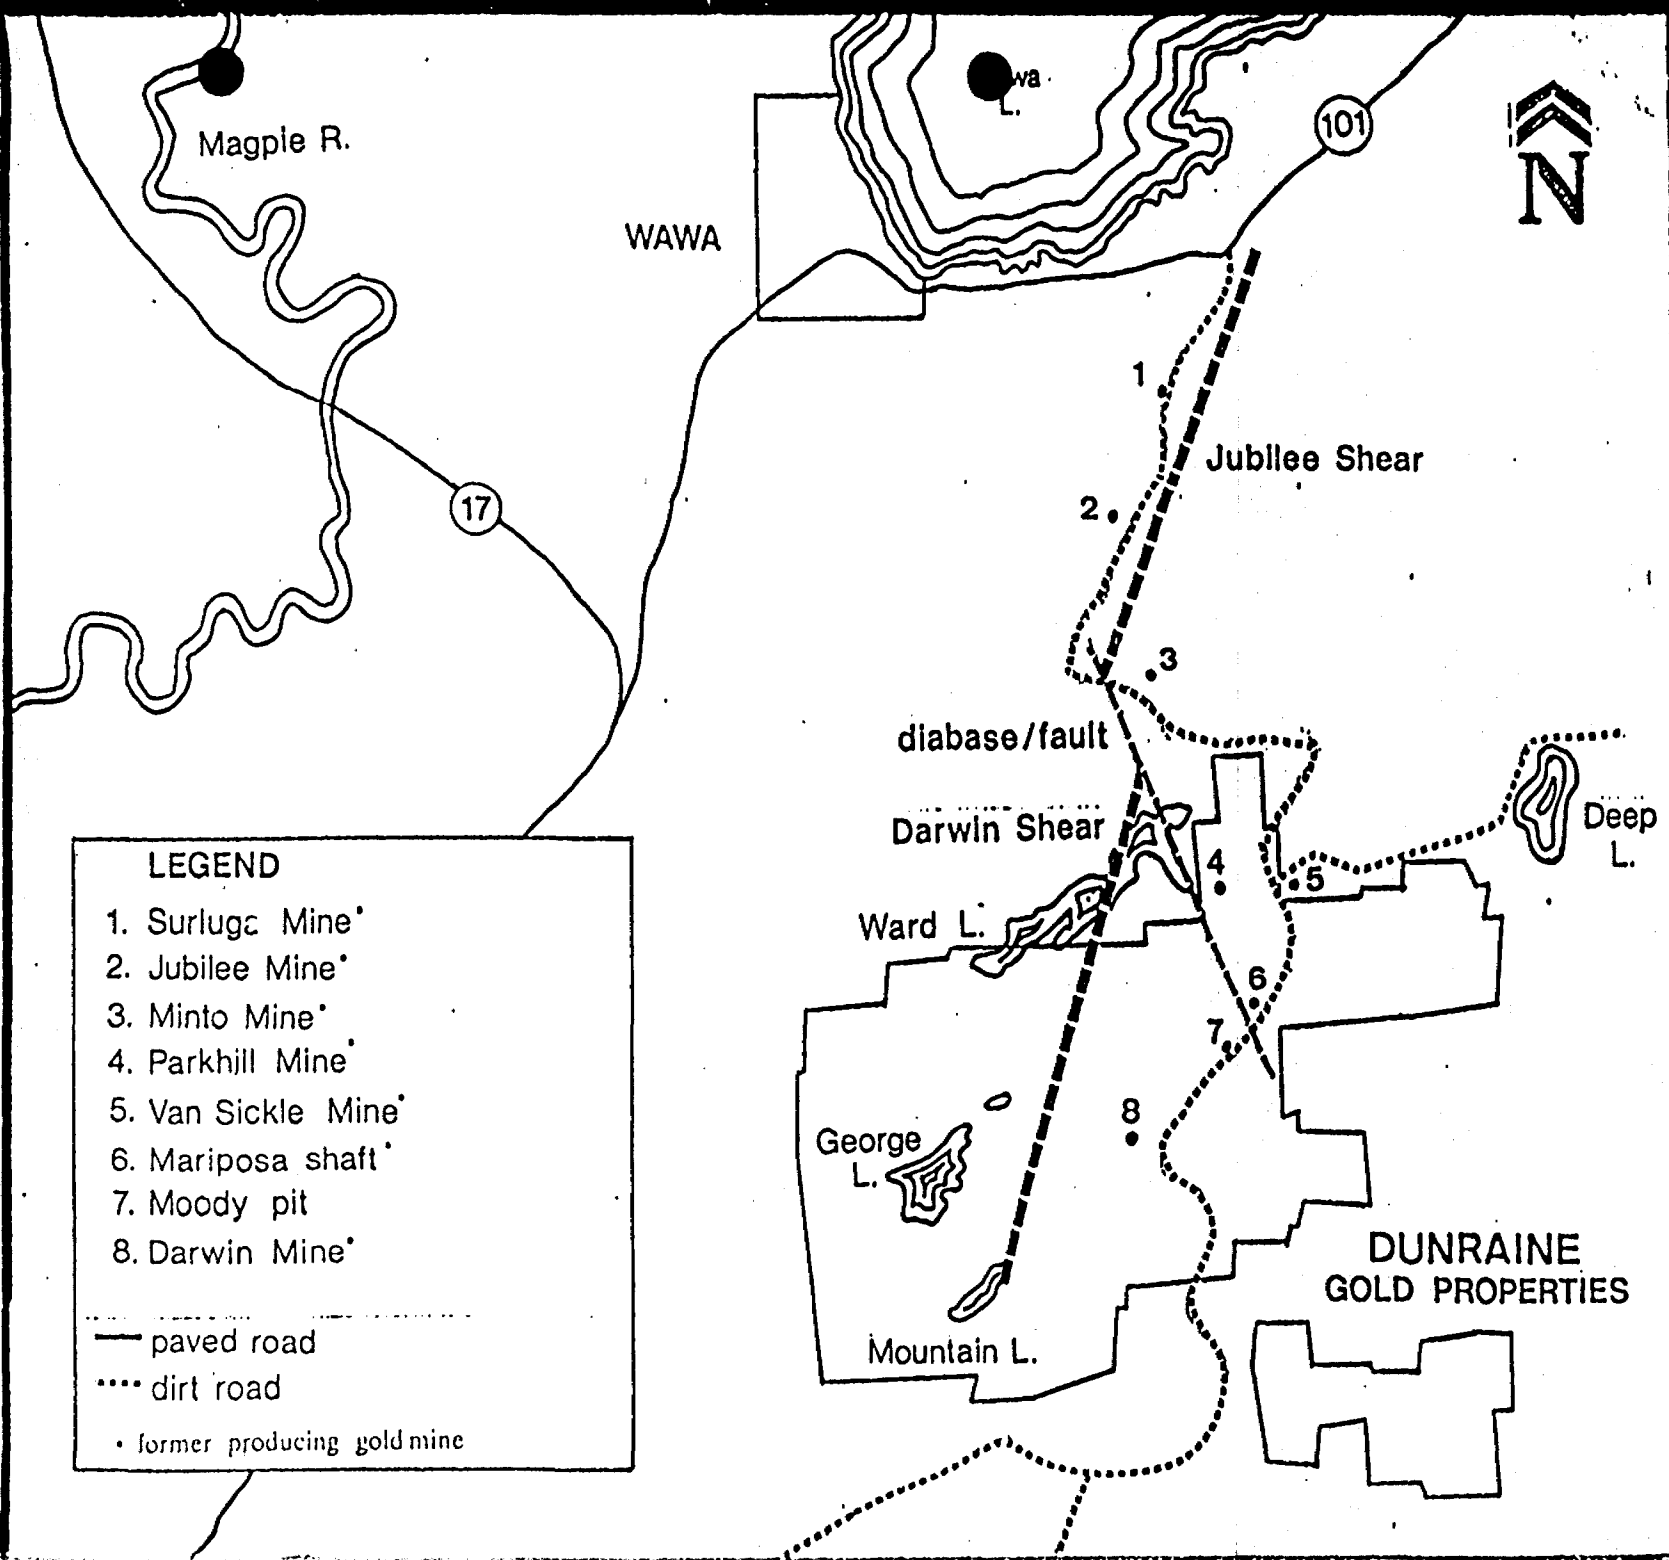 wa
L.
101
Magpie R.
N
WAWA
1
Jubilee Shear
17
2
3
diabase/fault
Darwin Shear
Deep
L.
4
5
Ward L.
6
7
8
George
L.
Mountain L.
DUNRAINE
GOLD PROPERTIES
LEGEND
1. Surluga Mine•
2. Jubilee Mine•
3. Minto Mine•
4. Parkhill Mine•
5. Van Sickle Mine•
6. Mariposa shaft•
7. Moody pit
8. Darwin Mine•
paved road
dirt road
• former producing gold mine